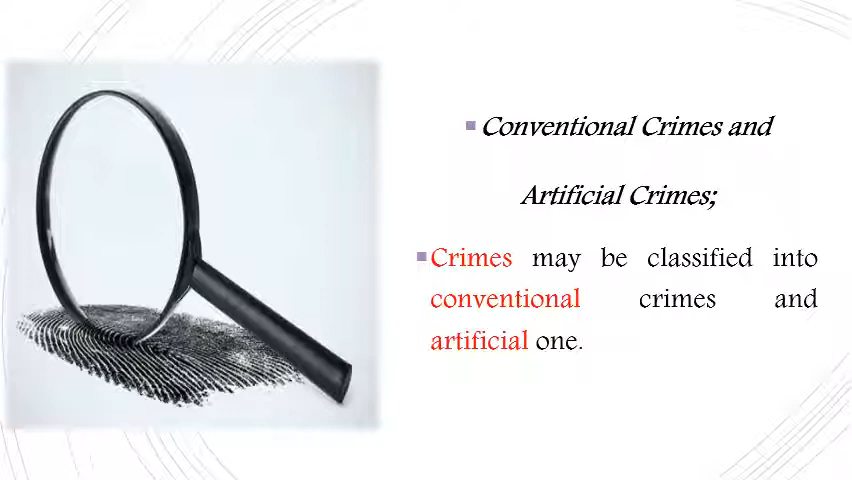 Conventional Crimes and
Artificial Crimes;
Crimes may be classified into
conventional crimes and
artificial one.